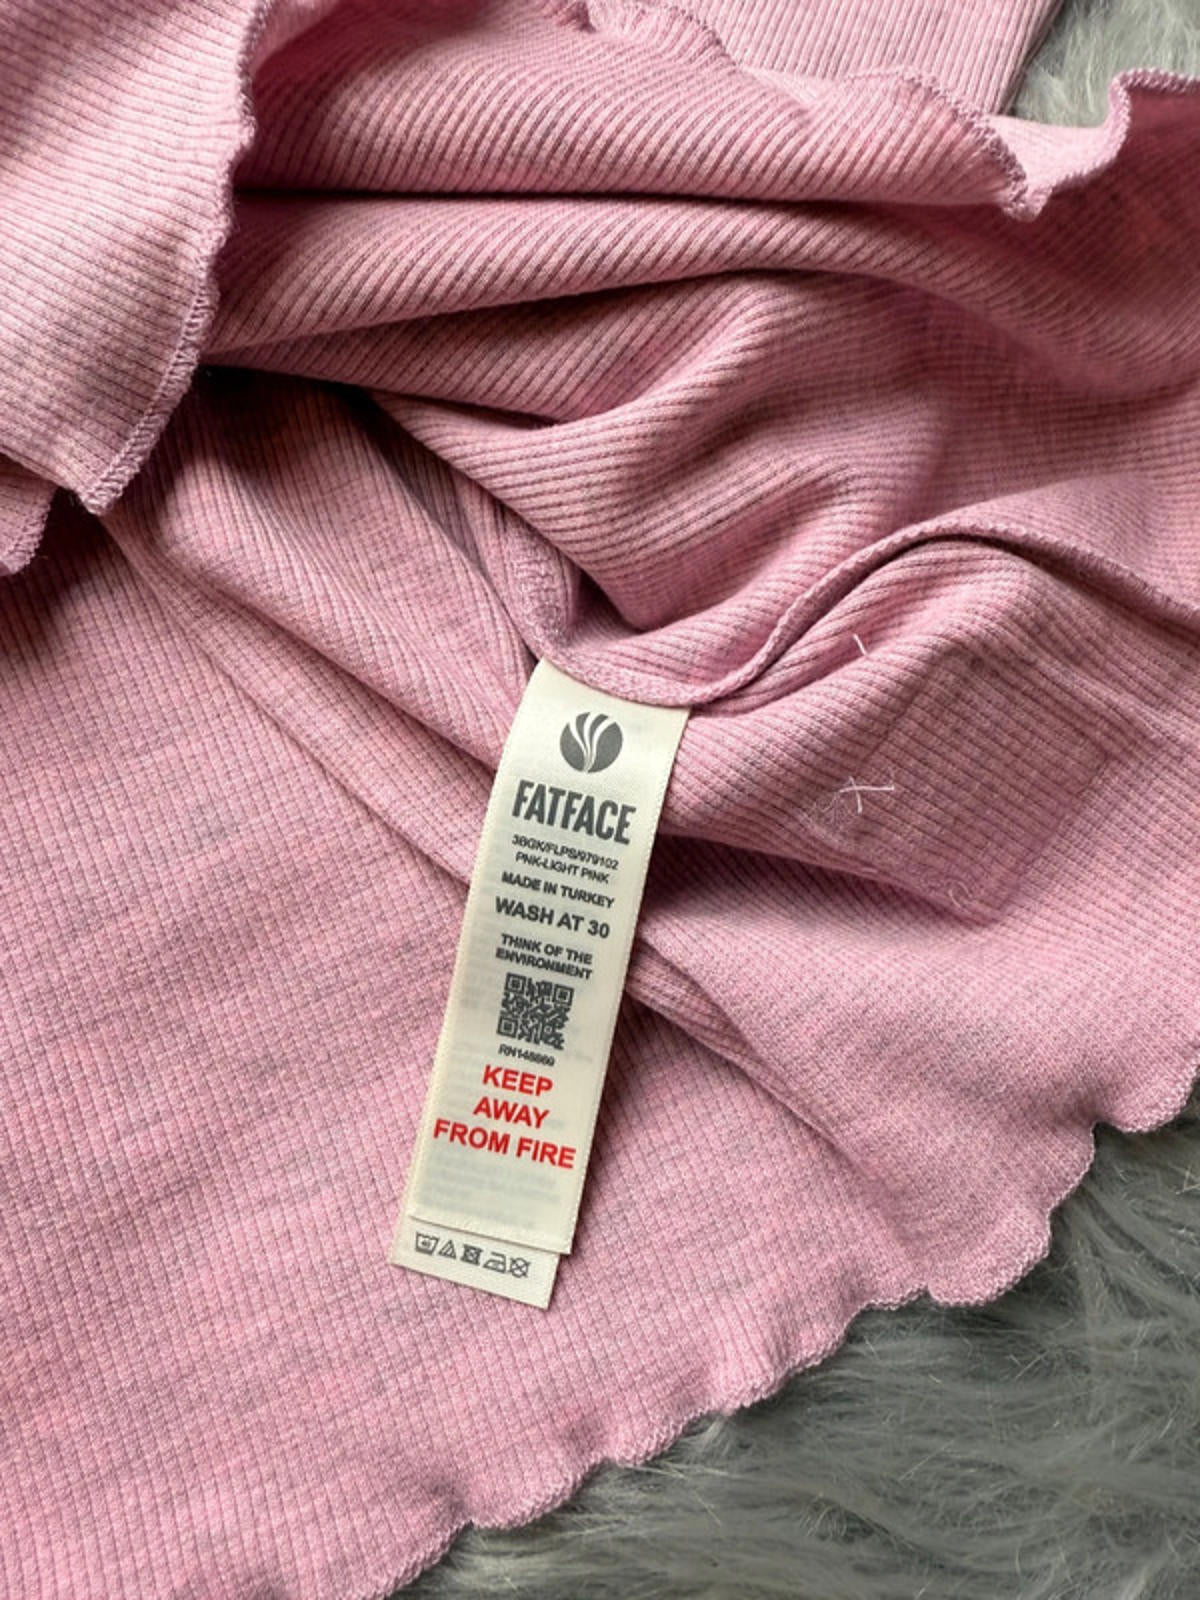 FATFACE
3BGK/FLPS/979102
PNK-LIGHT PINK
MADE IN TURKEY
WASH AT 30
THINK OF THE
ENVIRONMENT
KEEP
AWAY
FROM FIRE